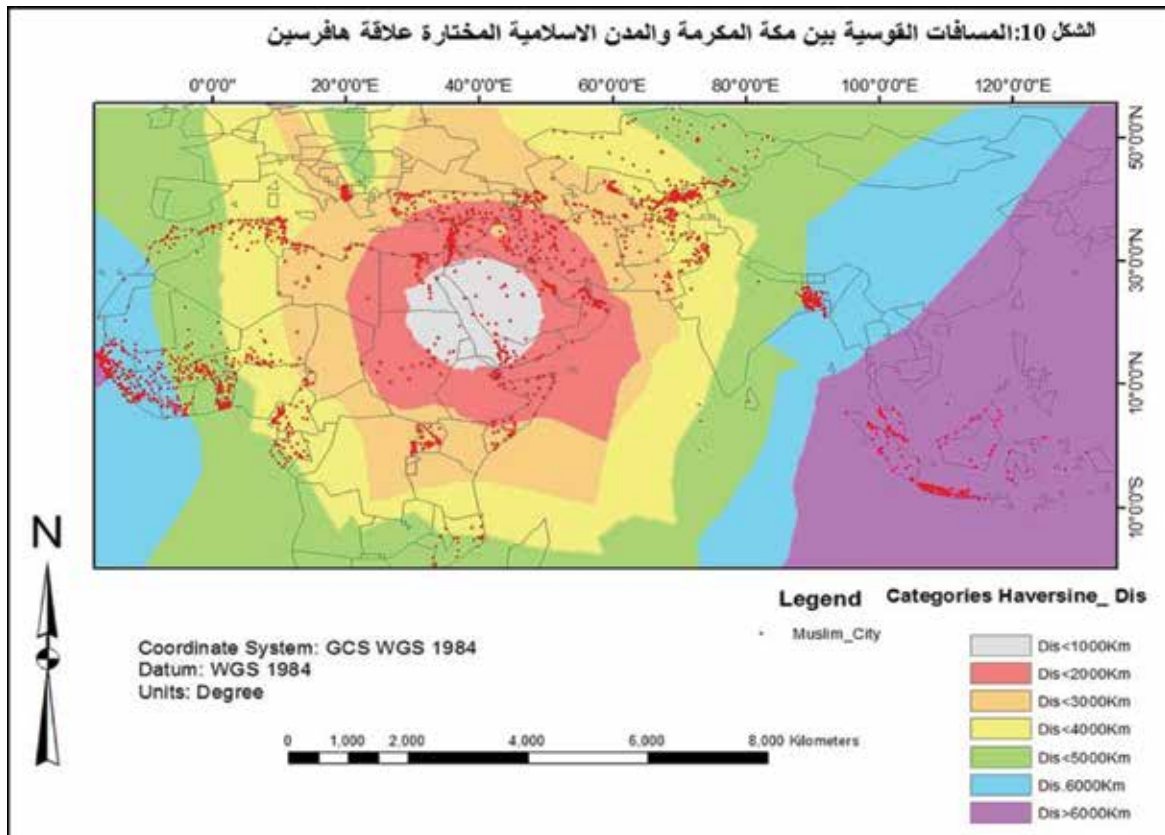 الشكل 10:المسافات القوسية بين مكة المكرمة والمدن الاسلامية المختارة علاقة هافرسين
0°0'0"E 20°0'0"E 40°0'0"E 60°0'0"E 80°0'0"E 100°0'0"E 120°0'0"E
50°0'0"N
30°0'0"N
10°0'0"N
10°0'0"S
N
Coordinate System: GCS WGS 1984
Datum: WGS 1984
Units: Degree
0 1,000 2,000 4,000 6,000 8,000 Kilometers
Legend Categories Haversine_ Dis
Muslim_City
Dis<1000Km
Dis<2000Km
Dis<3000Km
Dis<4000Km
Dis<5000Km
Dis.6000Km
Dis>6000Km